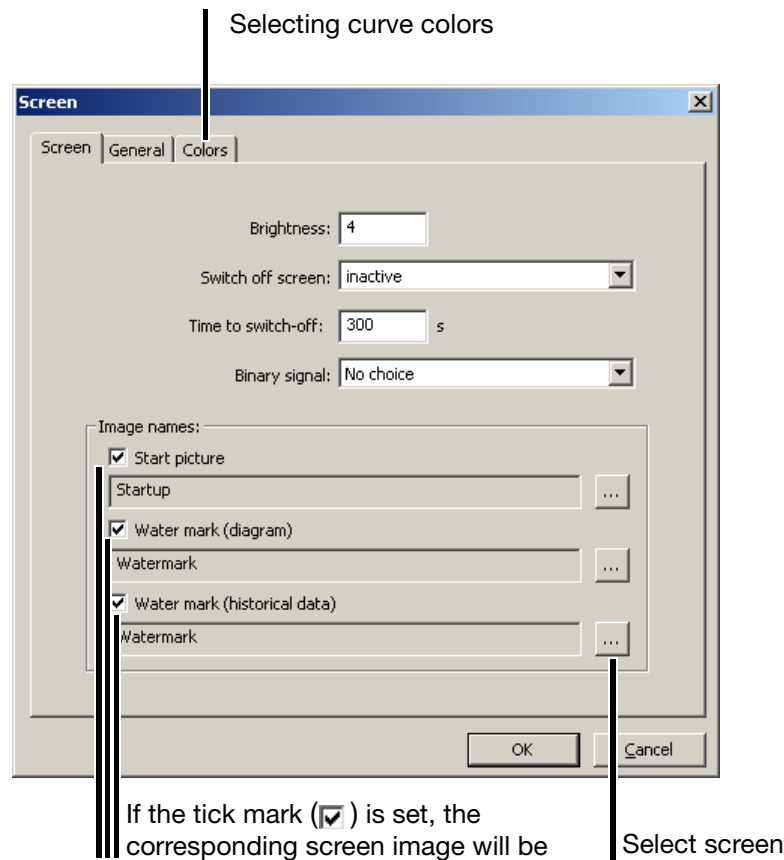 Selecting curve colors
Screen
Screen General Colors
Brightness: 4
Switch off screen: inactive
Time to switch-off: 300 s
Binary signal: No choice
Image names:
Start picture
Startup ...
Water mark (diagram)
Watermark ...
Water mark (historical data)
Watermark ...
OK Cancel
If the tick mark ( ) is set, the
corresponding screen image will be
Select screen